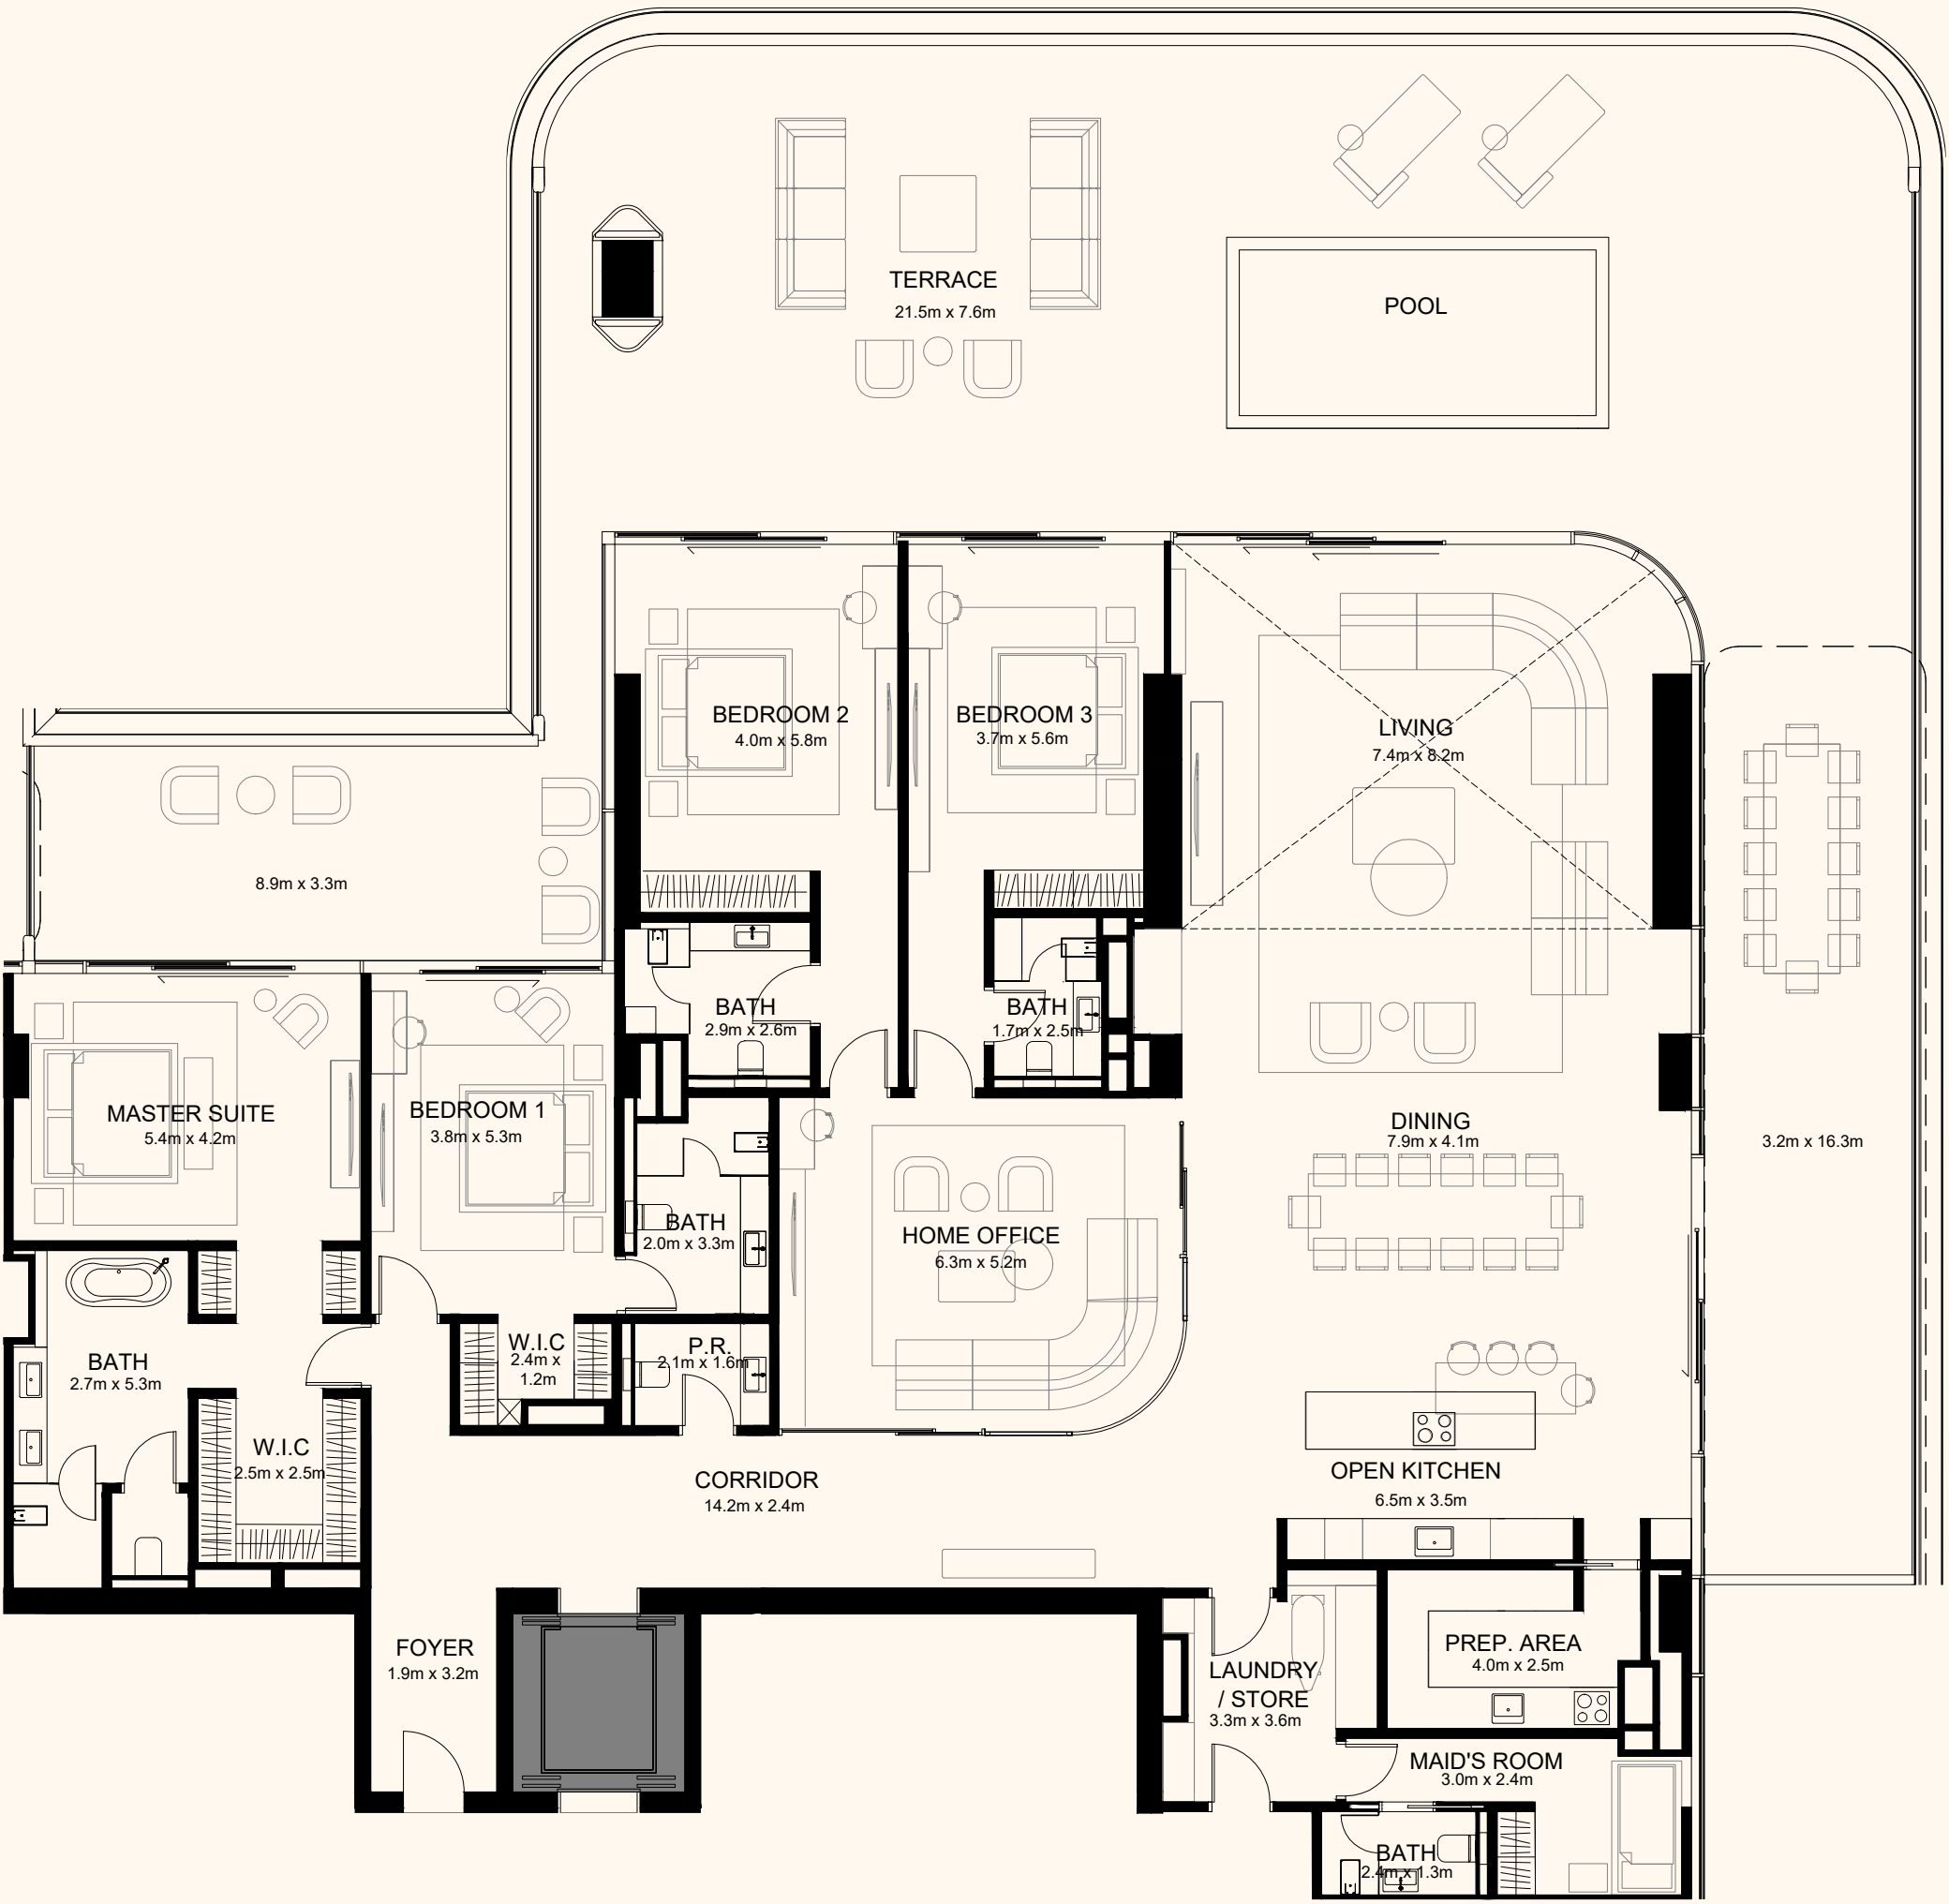 TERRACE
21.5m x 7.6m
POOL
BEDROOM 2
4.0m x 5.8m
BEDROOM 3
3.7m x 5.6m
LIVING
7.4m x 8.2m
8.9m x 3.3m
BATH
2.9m x 2.6m
BATH
1.7m x 2.5m
MASTER SUITE
5.4m x 4.2m
BEDROOM 1
3.8m x 5.3m
DINING
7.9m x 4.1m
3.2m x 16.3m
BATH
2.0m x 3.3m
HOME OFFICE
6.3m x 5.2m
BATH
2.7m x 5.3m
W.I.C
2.4m x
1.2m
P.R.
2.1m x 1.6m
W.I.C
2.5m x 2.5m
CORRIDOR
14.2m x 2.4m
OPEN KITCHEN
6.5m x 3.5m
FOYER
1.9m x 3.2m
LAUNDRY
/ STORE
3.3m x 3.6m
PREP. AREA
4.0m x 2.5m
MAID'S ROOM
3.0m x 2.4m
BATH
2.4m x 1.3m